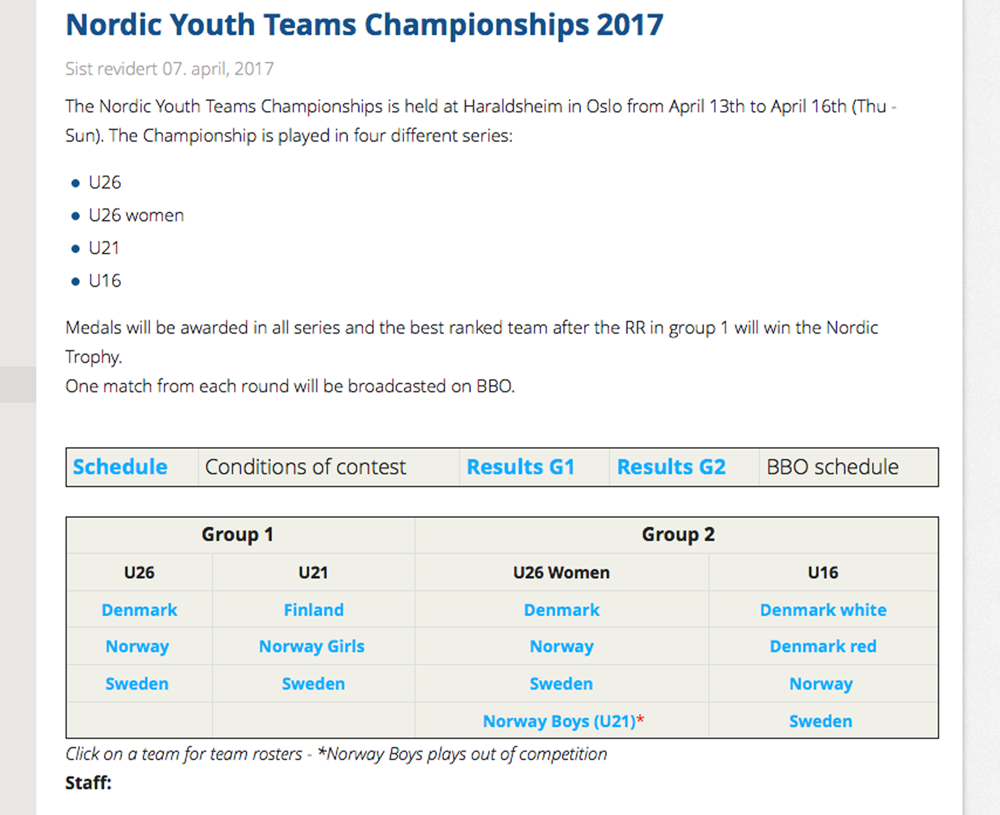 Nordic Youth Teams Championships 2017
Sist revidert 07. april, 2017
The Nordic Youth Teams Championships is held at Haraldsheim in Oslo from April 13th to April 16th (Thu -
Sun). The Championship is played in four different series:
U26
U26 women
U21
U16
Medals will be awarded in all series and the best ranked team after the RR in group 1 will win the Nordic
Trophy.
One match from each round will be broadcasted on BBO.
Schedule Conditions of contest Results G1 Results G2 BBO schedule
Group 1 Group 2
U26 U21 U26 Women U16
Denmark Finland Denmark Denmark white
Norway Norway Girls Norway Denmark red
Sweden Sweden Sweden Norway
Norway Boys (U21)* Sweden
Click on a team for team rosters - *Norway Boys plays out of competition
Staff: